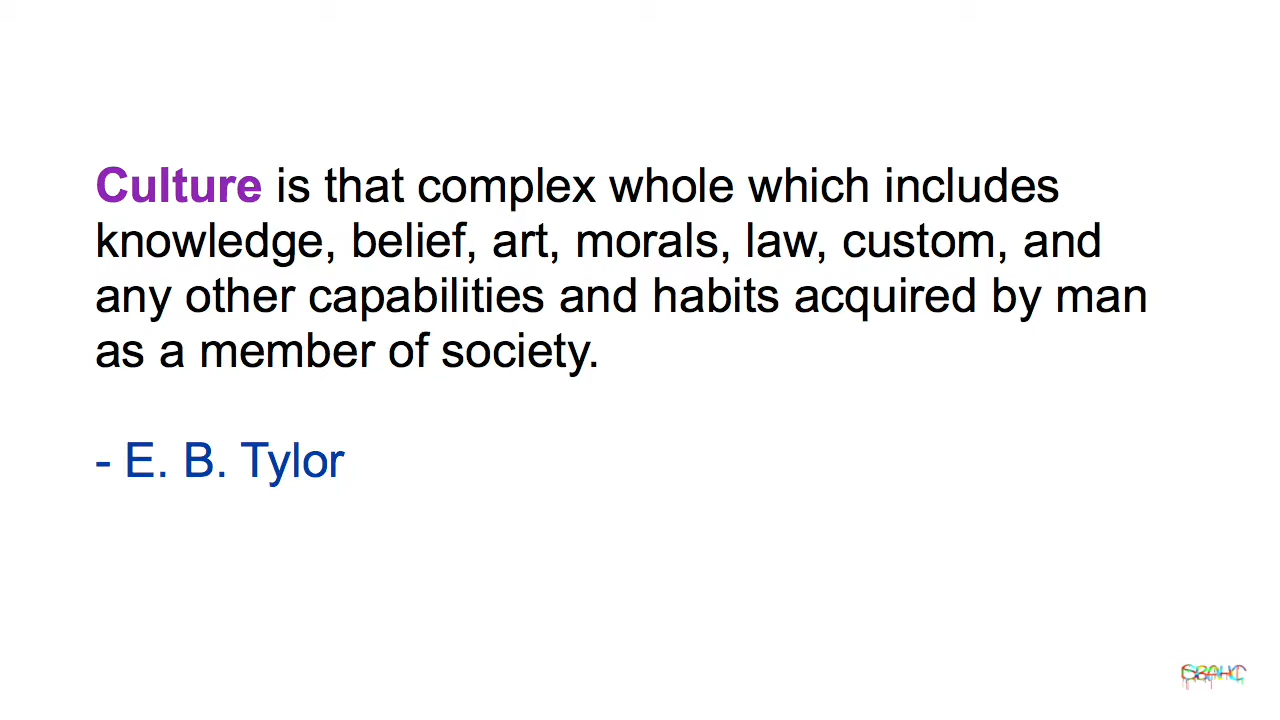 Culture is that complex whole which includes
knowledge, belief, art, morals, law, custom, and
any other capabilities and habits acquired by man
as a member of society.
- E. B. Tylor